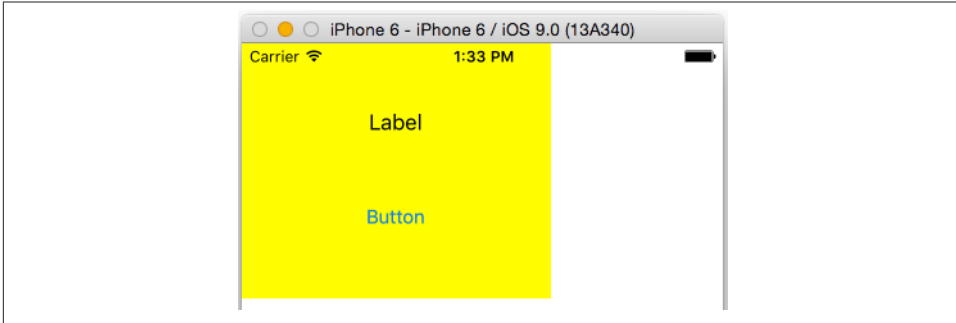 iPhone 6 - iPhone 6 / iOS 9.0 (13A340)
Carrier 1:33 PM
Label
Button